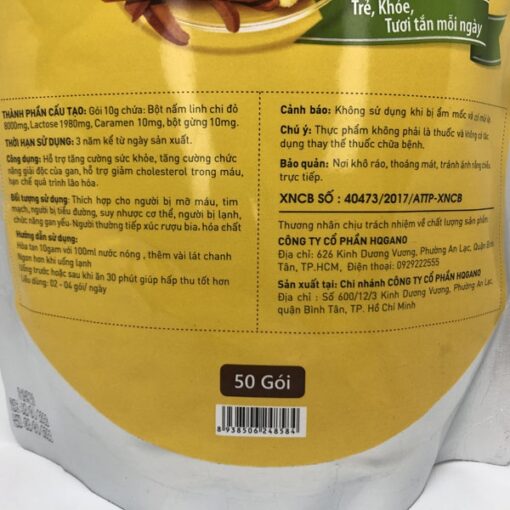 Trẻ, Khỏe,
Tươi tắn mỗi ngày
THÀNH PHẦN CẤU TẠO: Gói 10g chứa: Bột nấm linh chi đỏ
8000mg, Lactose 1980mg, Caramen 10mg, bột gừng 10mg.
THỜI HẠN SỬ DỤNG: 3 năm kể từ ngày sản xuất.
Công dụng: Hỗ trợ tăng cường sức khỏe, tăng cường chức
năng giải độc của gan, hỗ trợ giảm cholesterol trong máu,
hạn chế quá trình lão hóa.
Đối tượng sử dụng: Thích hợp cho người bị mỡ máu, tim
mạch, người bị tiểu đường, suy nhược cơ thể, người bị lạnh,
chức năng gan yếu-Người thường tiếp xúc rượu bia, hóa chất
Hướng dẫn sử dụng:
Hòa tan 10gam với 100ml nước nóng , thêm vài lát chanh
Ngon hơn khi uống lạnh
Uống trước hoặc sau khi ăn 30 phút giúp hấp thu tốt hơn
Liều dùng: 02 - 04 gói/ ngày
Cảnh báo: Không sử dụng khi bị ẩm mốc và có mùi lạ.
Chú ý: Thực phẩm không phải là thuốc và không có tác
dụng thay thế thuốc chữa bệnh.
Bảo quản: Nơi khô ráo, thoáng mát, tránh ánh nắng chiếu
trực tiếp.
XNCB SỐ : 40473/2017/ATTP-XNCB
Thương nhân chịu trách nhiệm về chất lượng sản phẩm.
CÔNG TY CỔ PHẦN HQGANO
Địa chỉ: 626 Kinh Dương Vương, Phường An Lạc, Quận Bình
Tân, TP.HCM, Điện thoại: 0929222555
Sản xuất tại: Chi nhánh CÔNG TY CỔ PHẦN HQGANO
Địa chỉ : Số 600/12/3 Kinh Dương Vương, Phường An Lạc,
quận Bình Tân, TP. Hồ Chí Minh
50 Gói
8 938506 248584